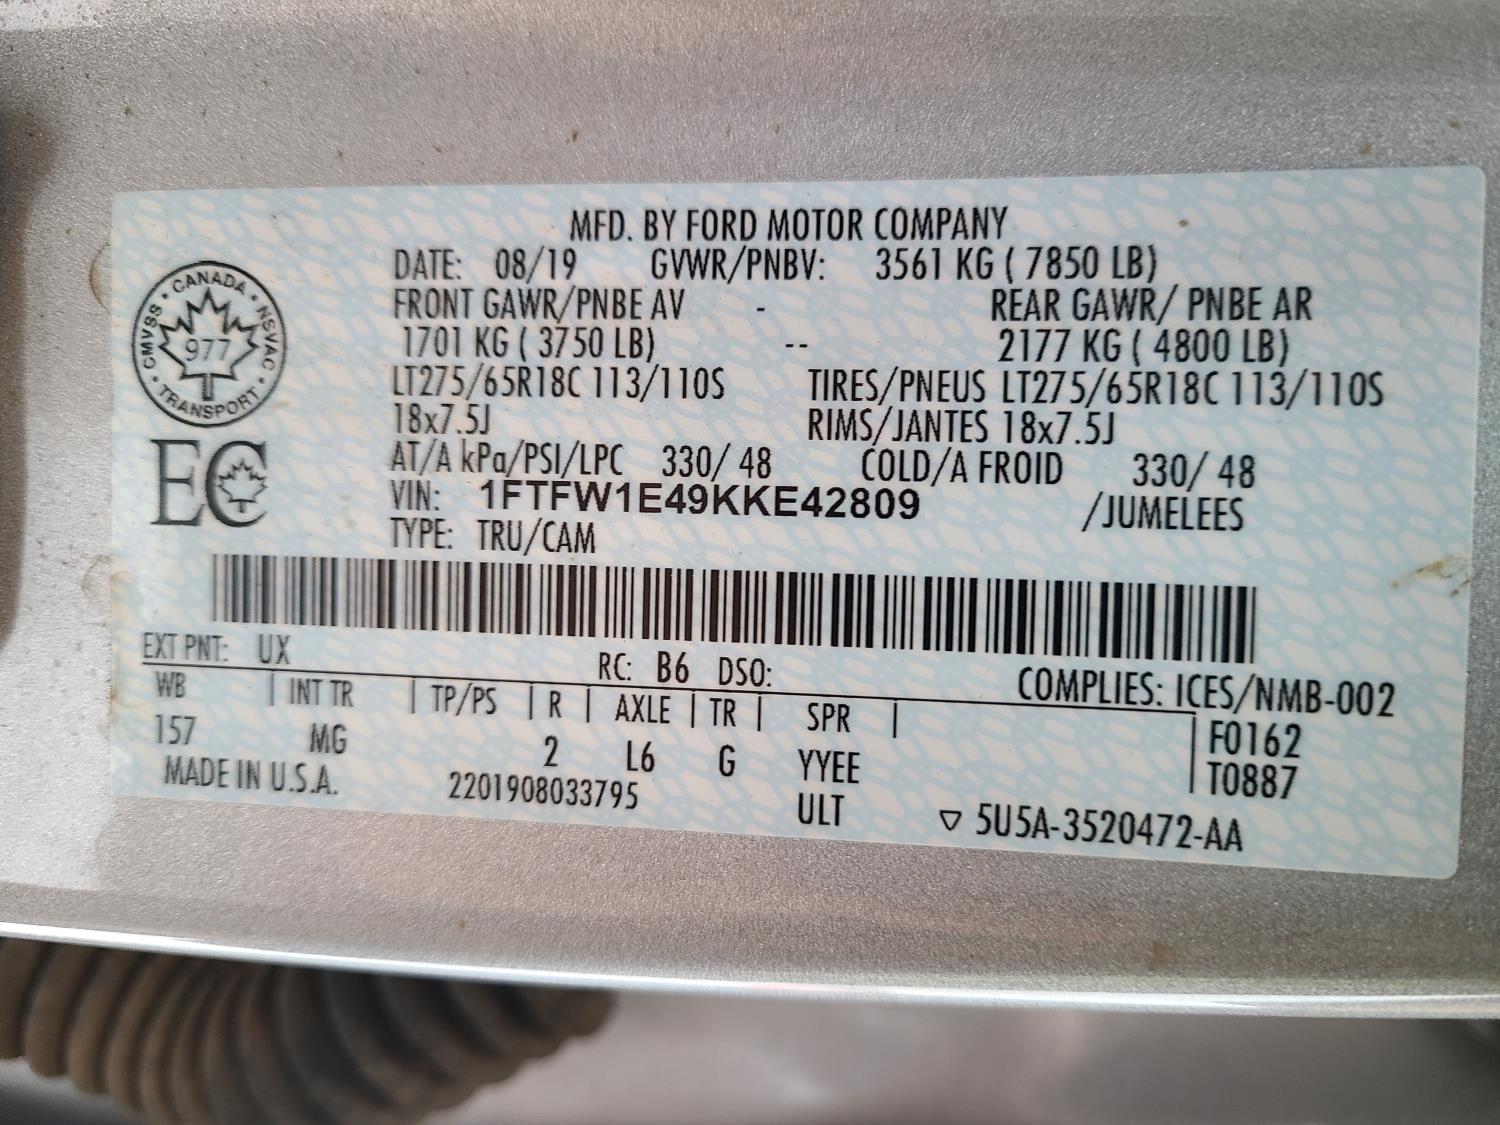 MFD. BY FORD MOTOR COMPANY
DATE: 08/19 GVWR/PNBV: 3561 KG ( 7850 LB)
FRONT GAWR/PNBE AV - REAR GAWR/ PNBE AR
1701 KG ( 3750 LB) -- 2177 KG ( 4800 LB)
LT275/65R18C 113/110S TIRES/PNEUS LT275/65R18C 113/110S
18x7.5J RIMS/JANTES 18x7.5J
AT/A kPa/PSI/LPC 330/ 48 COLD/A FROID 330/ 48
VIN: 1FTFW1E49KKE42809 /JUMELEES
TYPE: TRU/CAM
CANADA
CMVSS
NSVAC
977
TRANSPORT
EC
EXT PNT: UX RC: B6 DSO: COMPLIES: ICES/NMB-002
WB | INT TR | TP/PS | R | AXLE | TR | SPR | F0162
157 MG 2 L6 G YYEE T0887
MADE IN U.S.A. 2201908033795 ULT ▽ 5U5A-3520472-AA